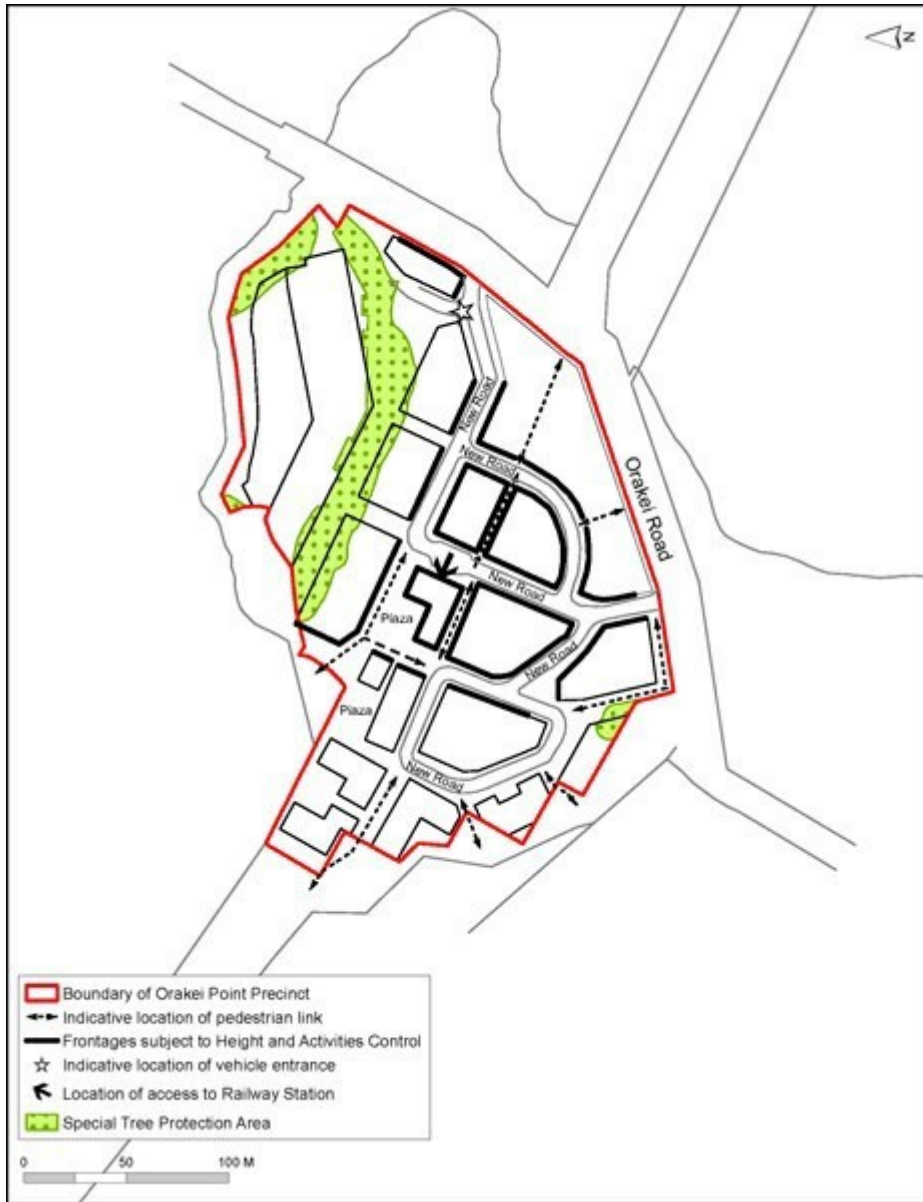 N
New Road
New Road
Orakei Road
New Road
Plaza
New Road
Plaza
New Road
Boundary of Orakei Point Precinct
Indicative location of pedestrian link
Frontages subject to Height and Activities Control
Indicative location of vehicle entrance
Location of access to Railway Station
Special Tree Protection Area
0 50 100 M